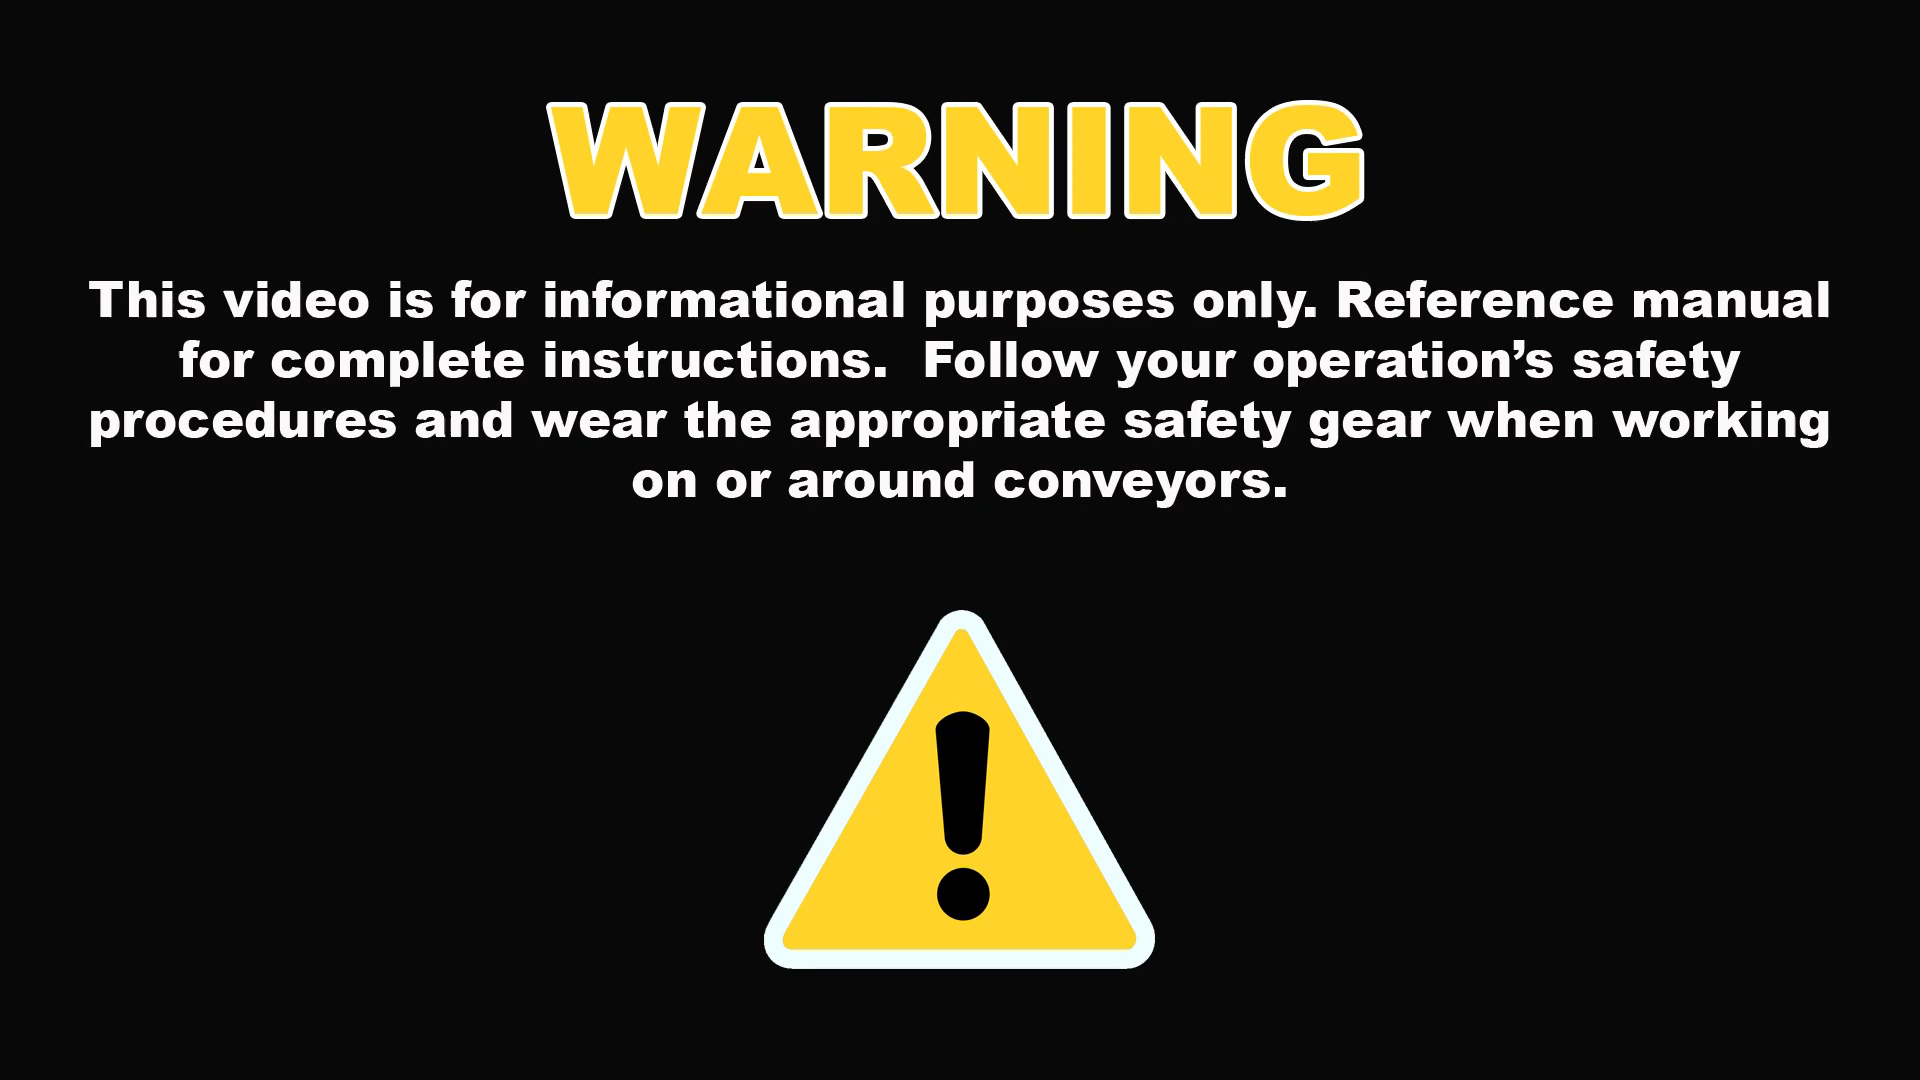 WARNING
This video is for informational purposes only. Reference manual
for complete instructions.  Follow your operation’s safety
procedures and wear the appropriate safety gear when working
on or around conveyors.
!